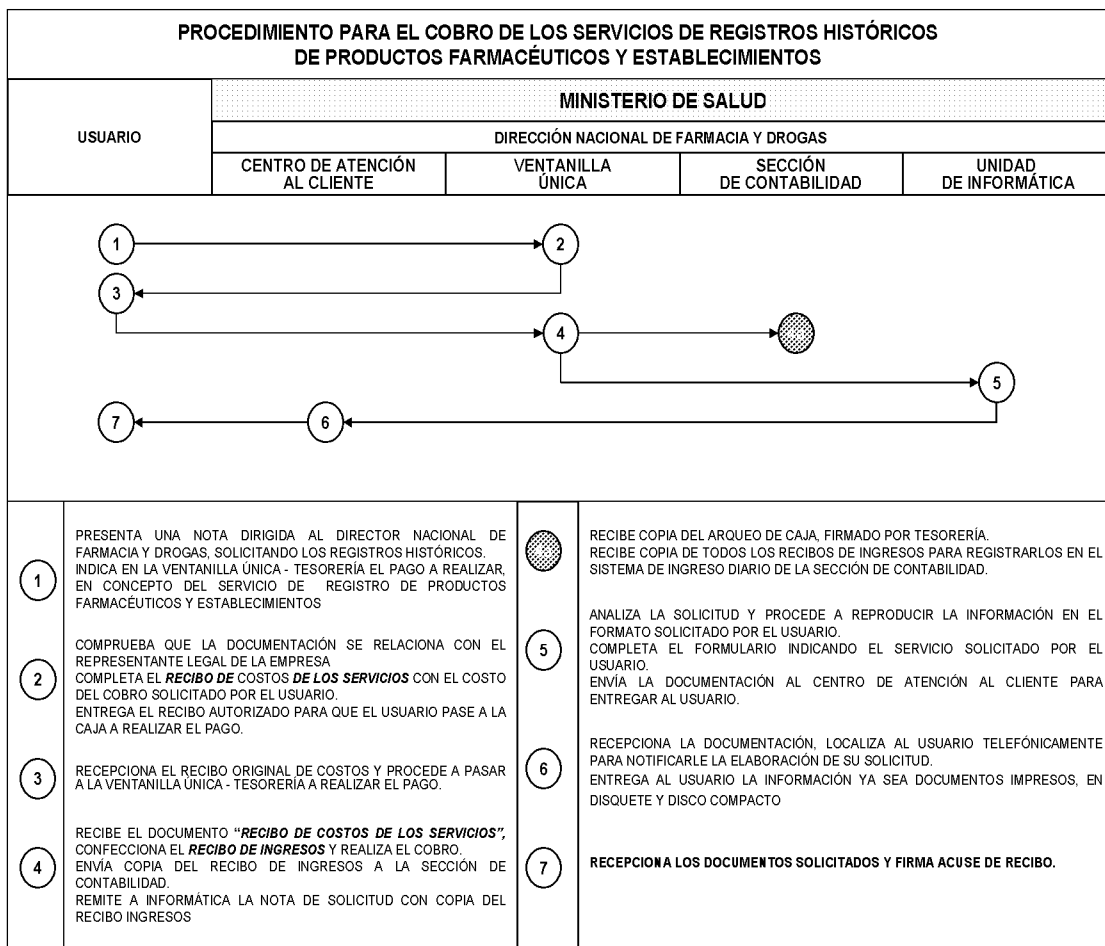 PROCEDIMIENTO PARA EL COBRO DE LOS SERVICIOS DE REGISTROS HISTÓRICOS
DE PRODUCTOS FARMACÉUTICOS Y ESTABLECIMIENTOS
USUARIO
MINISTERIO DE SALUD
DIRECCIÓN NACIONAL DE FARMACIA Y DROGAS
CENTRO DE ATENCIÓN
AL CLIENTE
VENTANILLA
ÚNICA
SECCIÓN
DE CONTABILIDAD
UNIDAD
DE INFORMÁTICA
1
2
3
4
5
7
6
1
PRESENTA UNA NOTA DIRIGIDA AL DIRECTOR NACIONAL DE
FARMACIA Y DROGAS, SOLICITANDO LOS REGISTROS HISTÓRICOS.
INDICA EN LA VENTANILLA ÚNICA - TESORERÍA EL PAGO A REALIZAR,
EN CONCEPTO DEL SERVICIO DE REGISTRO DE PRODUCTOS
FARMACÉUTICOS Y ESTABLECIMIENTOS
2
COMPRUEBA QUE LA DOCUMENTACIÓN SE RELACIONA CON EL
REPRESENTANTE LEGAL DE LA EMPRESA
COMPLETA EL RECIBO DE COSTOS DE LOS SERVICIOS CON EL COSTO
DEL COBRO SOLICITADO POR EL USUARIO.
ENTREGA EL RECIBO AUTORIZADO PARA QUE EL USUARIO PASE A LA
CAJA A REALIZAR EL PAGO.
3
RECEPCIONA EL RECIBO ORIGINAL DE COSTOS Y PROCEDE A PASAR
A LA VENTANILLA ÚNICA - TESORERÍA A REALIZAR EL PAGO.
4
RECIBE EL DOCUMENTO “RECIBO DE COSTOS DE LOS SERVICIOS”,
CONFECCIONA EL RECIBO DE INGRESOS Y REALIZA EL COBRO.
ENVÍA COPIA DEL RECIBO DE INGRESOS A LA SECCIÓN DE
CONTABILIDAD.
REMITE A INFORMÁTICA LA NOTA DE SOLICITUD CON COPIA DEL
RECIBO INGRESOS
RECIBE COPIA DEL ARQUEO DE CAJA, FIRMADO POR TESORERÍA.
RECIBE COPIA DE TODOS LOS RECIBOS DE INGRESOS PARA REGISTRARLOS EN EL
SISTEMA DE INGRESO DIARIO DE LA SECCIÓN DE CONTABILIDAD.
5
ANALIZA LA SOLICITUD Y PROCEDE A REPRODUCIR LA INFORMACIÓN EN EL
FORMATO SOLICITADO POR EL USUARIO.
COMPLETA EL FORMULARIO INDICANDO EL SERVICIO SOLICITADO POR EL
USUARIO.
ENVÍA LA DOCUMENTACIÓN AL CENTRO DE ATENCIÓN AL CLIENTE PARA
ENTREGAR AL USUARIO.
6
RECEPCIONA LA DOCUMENTACIÓN, LOCALIZA AL USUARIO TELEFÓNICAMENTE
PARA NOTIFICARLE LA ELABORACIÓN DE SU SOLICITUD.
ENTREGA AL USUARIO LA INFORMACIÓN YA SEA DOCUMENTOS IMPRESOS, EN
DISQUETE Y DISCO COMPACTO
7
RECEPCIONA LOS DOCUMENTOS SOLICITADOS Y FIRMA ACUSE DE RECIBO.